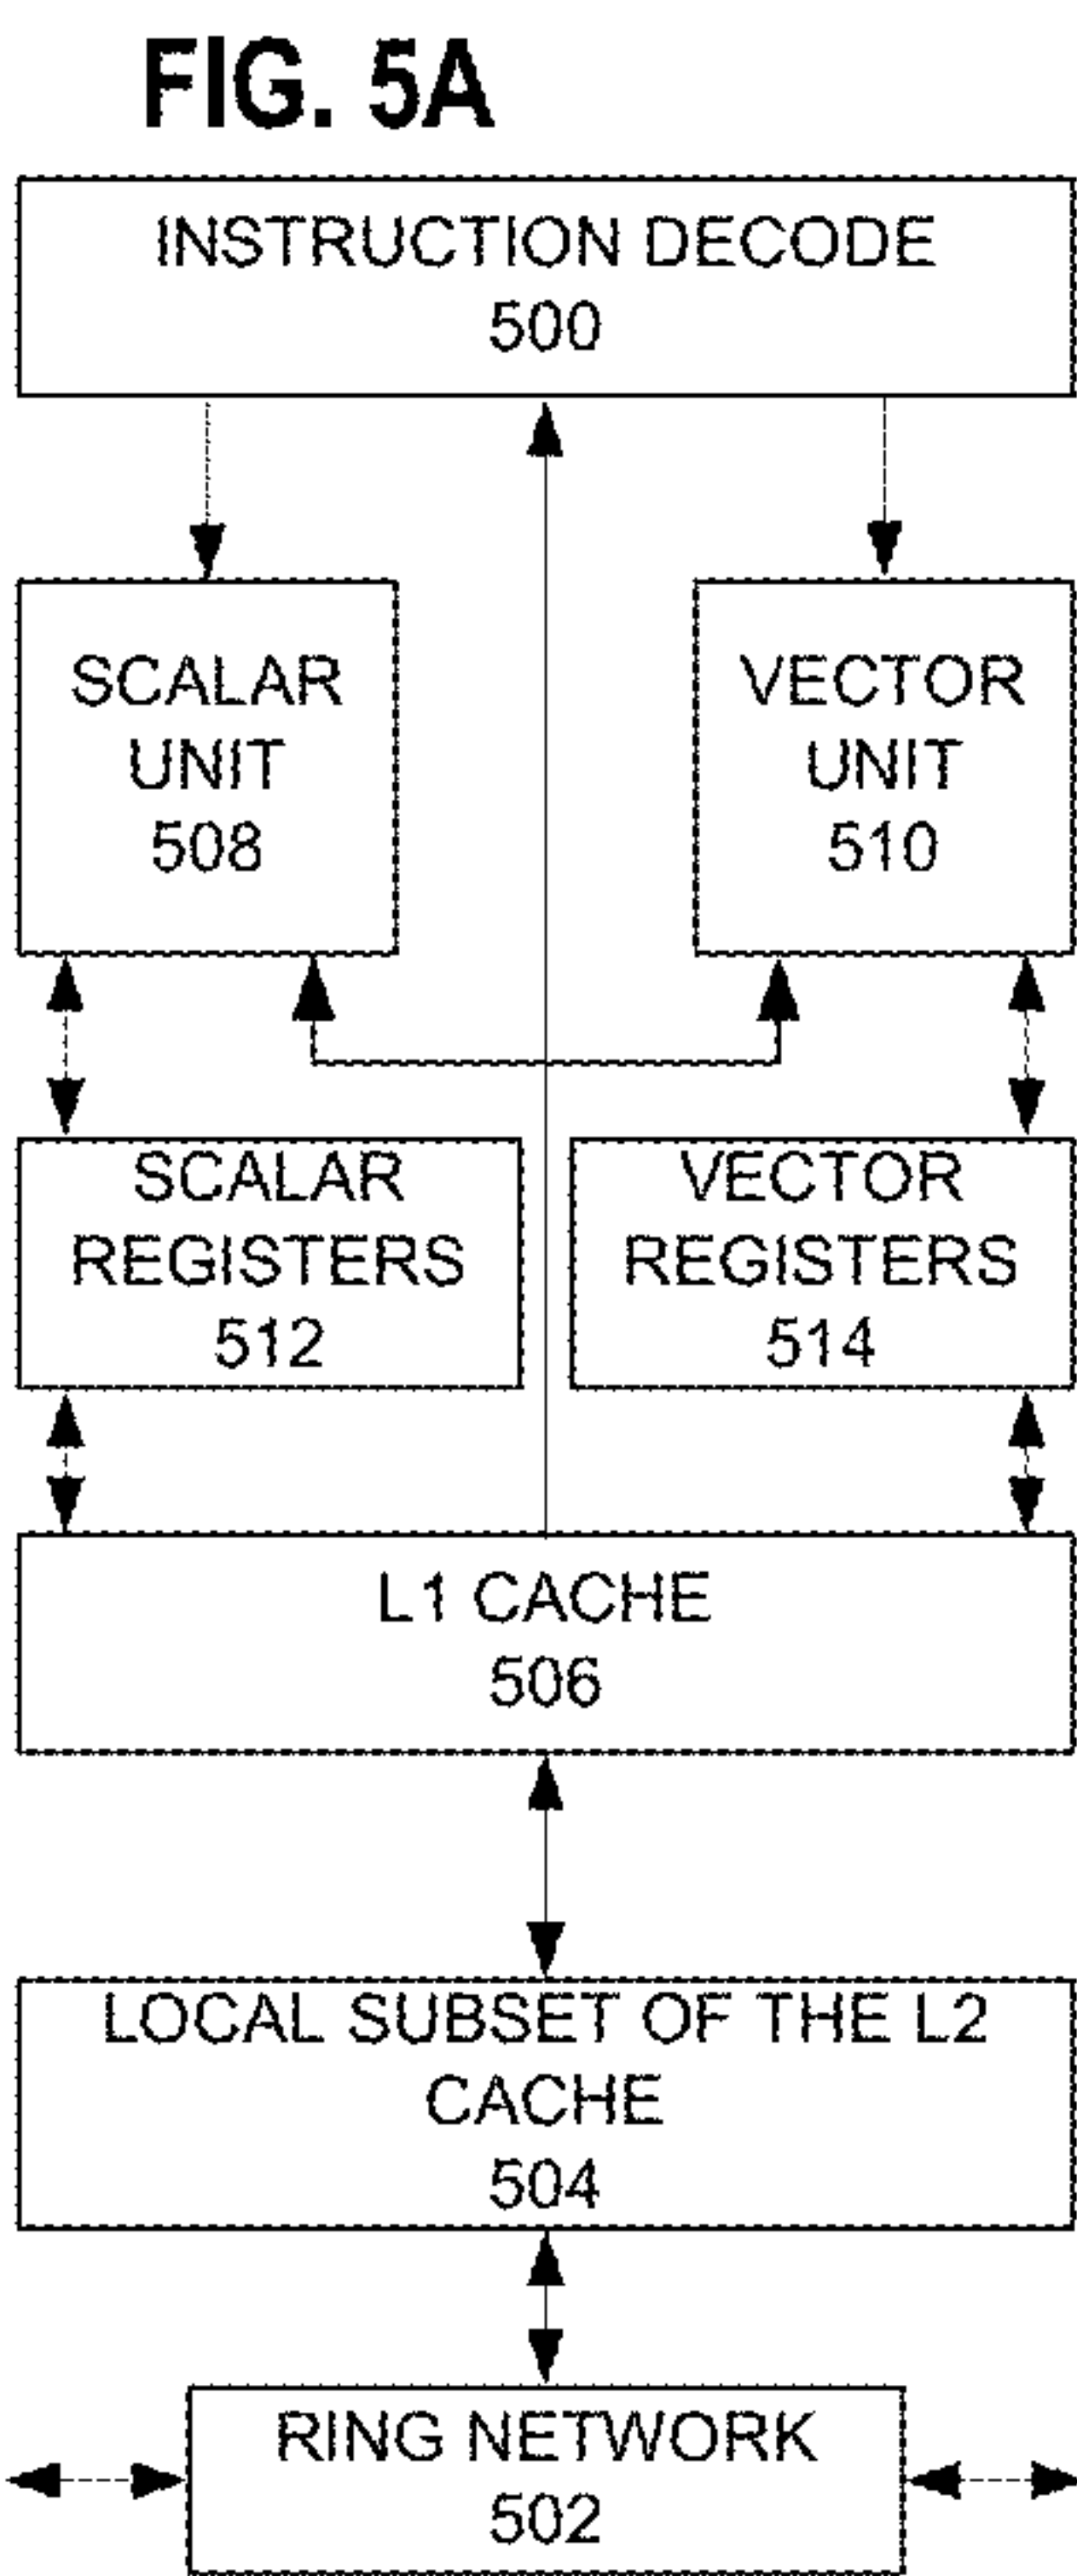 FIG. 5A
INSTRUCTION DECODE
500
SCALAR
UNIT
508
VECTOR
UNIT
510
SCALAR
REGISTERS
512
VECTOR
REGISTERS
514
L1 CACHE
506
LOCAL SUBSET OF THE L2
CACHE
504
RING NETWORK
502